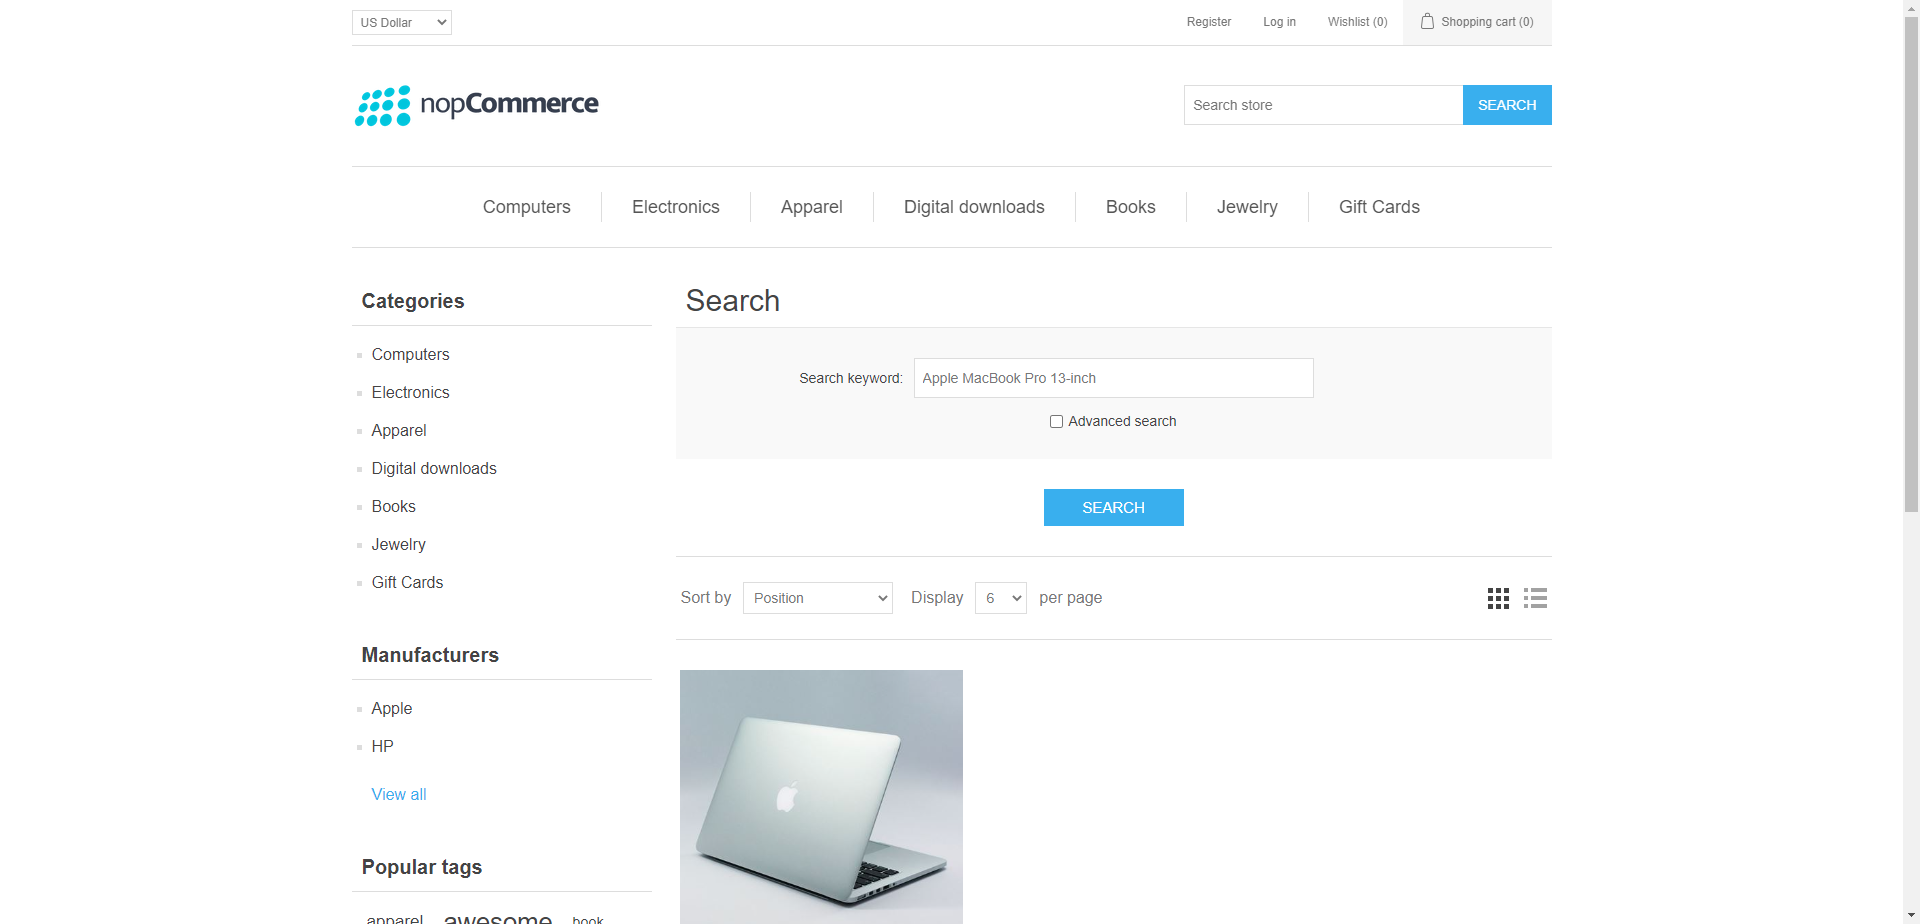 US Dollar
Register
Log in
Wishlist (0)
Shopping cart (0)
nopCommerce
Search store
SEARCH
Computers
Electronics
Apparel
Digital downloads
Books
Jewelry
Gift Cards
Categories
Computers
Electronics
Apparel
Digital downloads
Books
Jewelry
Gift Cards
Manufacturers
Apple
HP
View all
Popular tags
apparel awesome book
Search
Search keyword: Apple MacBook Pro 13-inch
Advanced search
SEARCH
Sort by Position Display 6 per page